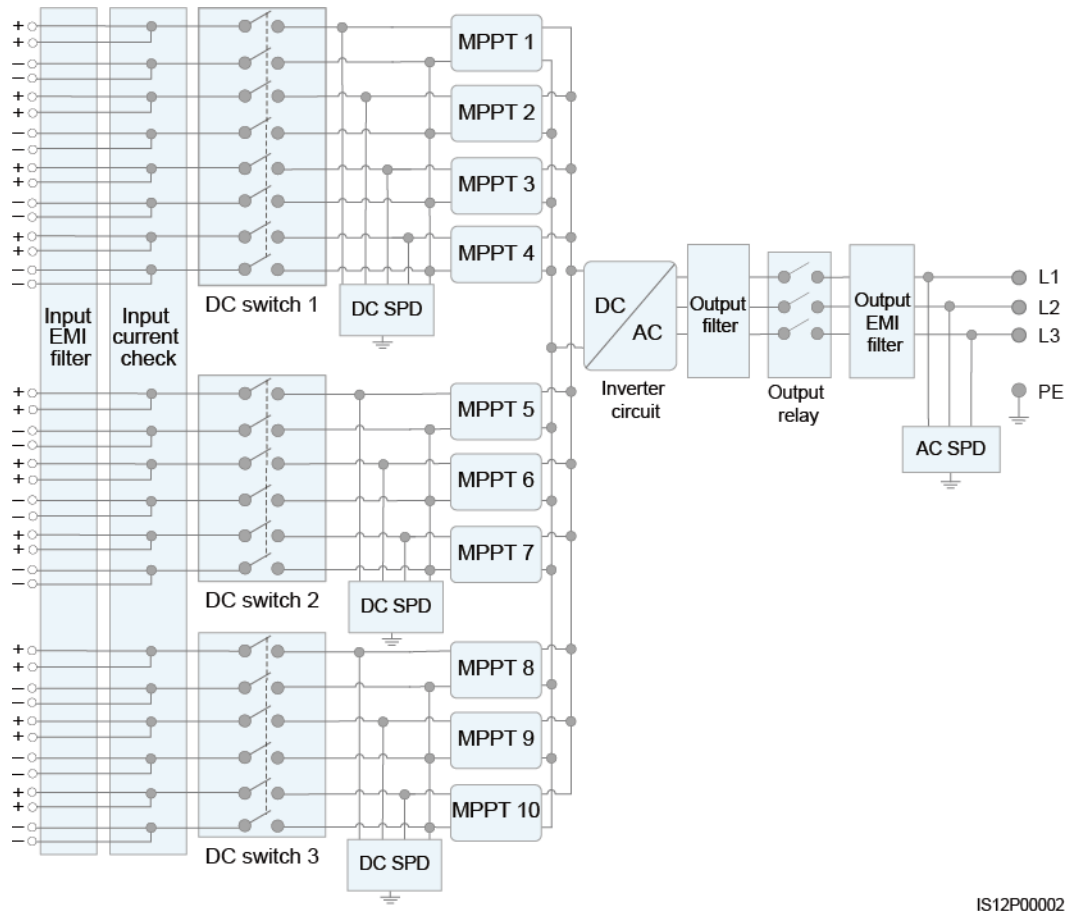 +
+
−
−
+
+
−
−
+
+
−
−
+
+
−
−
MPPT 1
MPPT 2
MPPT 3
MPPT 4
DC switch 1
DC SPD
Input
EMI
filter
Input
current
check
DC
AC
Inverter
circuit
Output
filter
Output
relay
Output
EMI
filter
L1
L2
L3
PE
AC SPD
+
+
−
−
+
+
−
−
+
+
−
−
MPPT 5
MPPT 6
MPPT 7
DC switch 2
DC SPD
+
+
−
−
+
+
−
−
+
+
−
−
MPPT 8
MPPT 9
MPPT 10
DC switch 3
DC SPD
IS12P00002